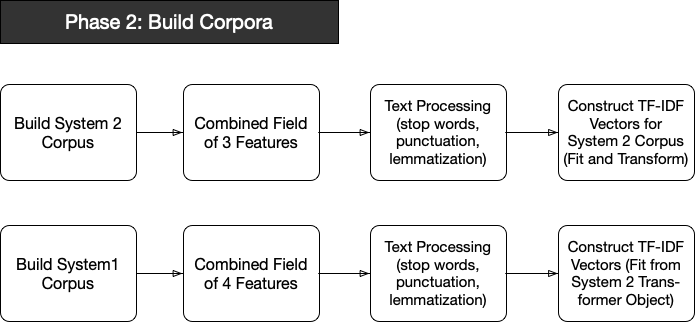 Phase 2: Build Corpora
Build System 2
Corpus
Combined Field
of 3 Features
Text Processing
(stop words,
punctuation,
lemmatization)
Construct TF-IDF
Vectors for
System 2 Corpus
(Fit and Transform)
Build System1
Corpus
Combined Field
of 4 Features
Text Processing
(stop words,
punctuation,
lemmatization)
Construct TF-IDF
Vectors (Fit from
System 2 Trans-
former Object)